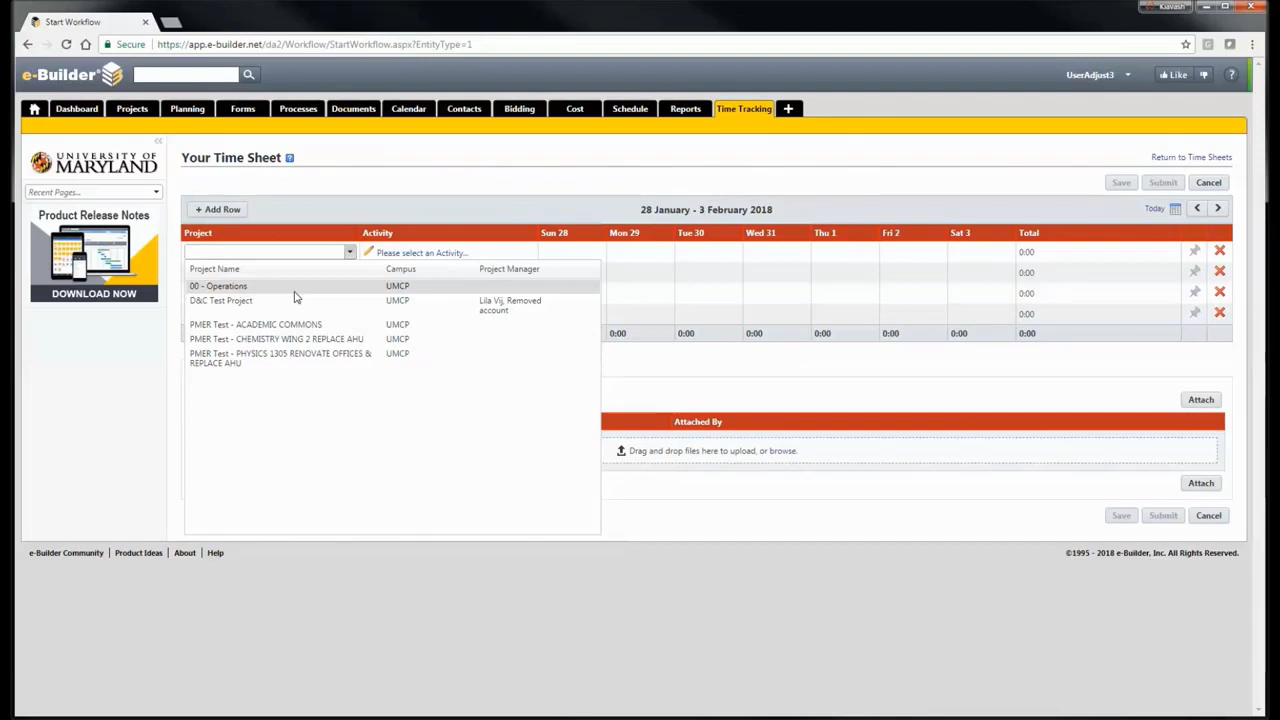 Kiavash
Start Workflow
Secure https://app.e-builder.net/da2/Workflow/StartWorkflow.aspx?EntityType=1
e-Builder
UserAdjust3
Like
?
Dashboard Projects Planning Forms Processes Documents Calendar Contacts Bidding Cost Schedule Reports Time Tracking
UNIVERSITY OF
MARYLAND
Recent Pages...
Product Release Notes
DOWNLOAD NOW
Your Time Sheet ?
Return to Time Sheets
Save Submit Cancel
+ Add Row
28 January - 3 February 2018
Today
Project Activity Sun 28 Mon 29 Tue 30 Wed 31 Thu 1 Fri 2 Sat 3 Total
Please select an Activity...
0:00
0:00
0:00
0:00
0:00 0:00 0:00 0:00 0:00 0:00 0:00
Project Name Campus Project Manager
00 - Operations UMCP
D&C Test Project UMCP Lila Vij, Removed
account
PMER Test - ACADEMIC COMMONS UMCP
PMER Test - CHEMISTRY WING 2 REPLACE AHU UMCP
PMER Test - PHYSICS 1305 RENOVATE OFFICES & UMCP
REPLACE AHU
Attach
Attached By
Drag and drop files here to upload, or browse.
Attach
Save Submit Cancel
e-Builder Community | Product Ideas | About | Help
©1995 - 2018 e-Builder, Inc. All Rights Reserved.